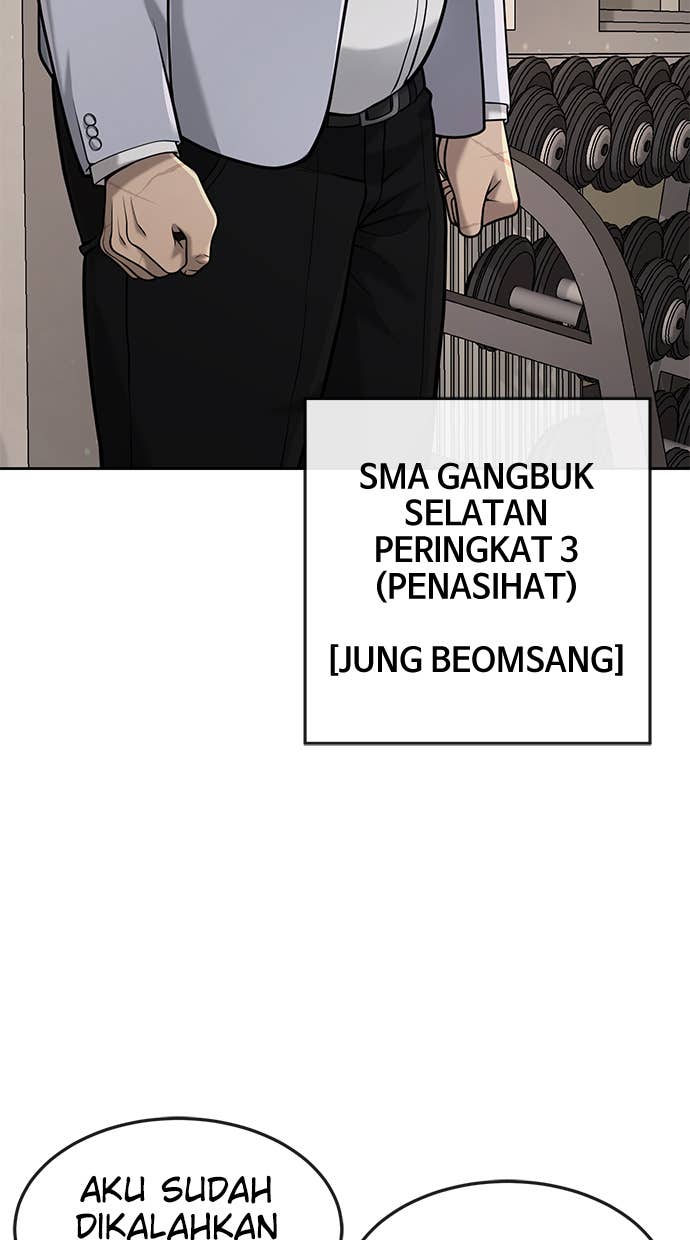 SMA GANGBUK
SELATAN
PERINGKAT 3
(PENASIHAT)
[JUNG BEOMSANG]
AKU SUDAH
DIKALAHKAN